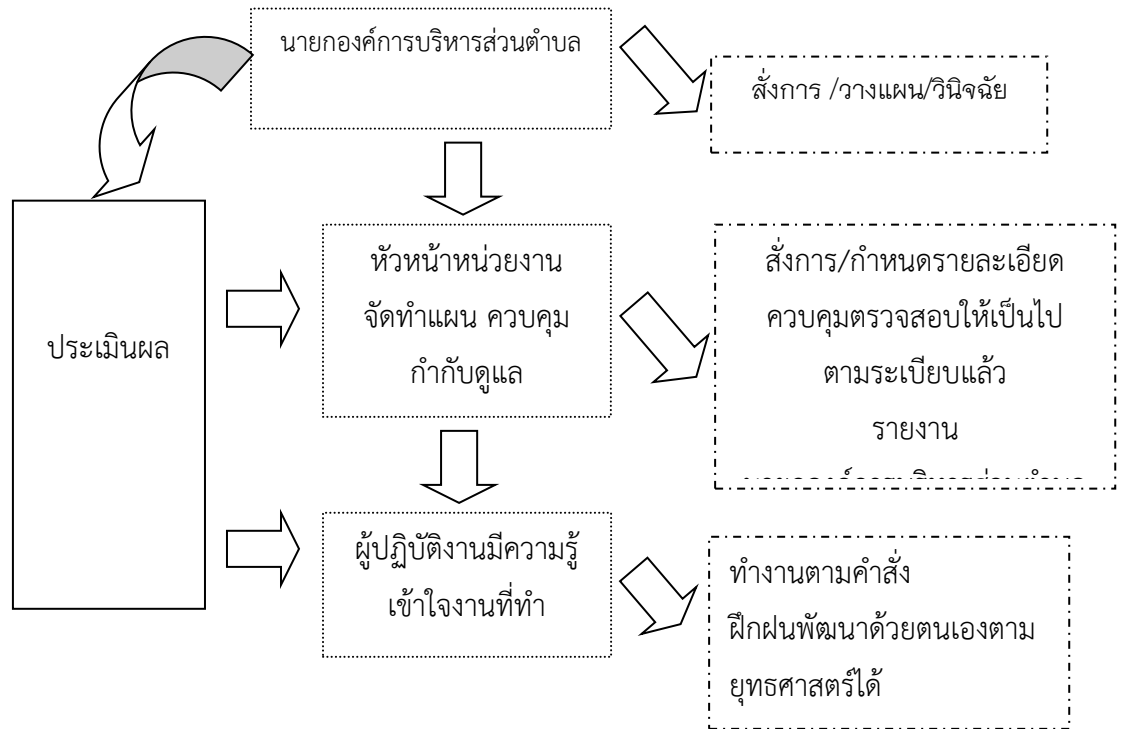 นายกองค์การบริหารส่วนตำบล
สั่งการ /วางแผน/วินิจฉัย
ประเมินผล
หัวหน้าหน่วยงาน
จัดทำแผน ควบคุม
กำกับดูแล
สั่งการ/กำหนดรายละเอียด
ควบคุมตรวจสอบให้เป็นไป
ตามระเบียบแล้ว
รายงาน
ผู้ปฏิบัติงานมีความรู้
เข้าใจงานที่ทำ
ทำงานตามคำสั่ง
ฝึกฝนพัฒนาด้วยตนเองตาม
ยุทธศาสตร์ได้